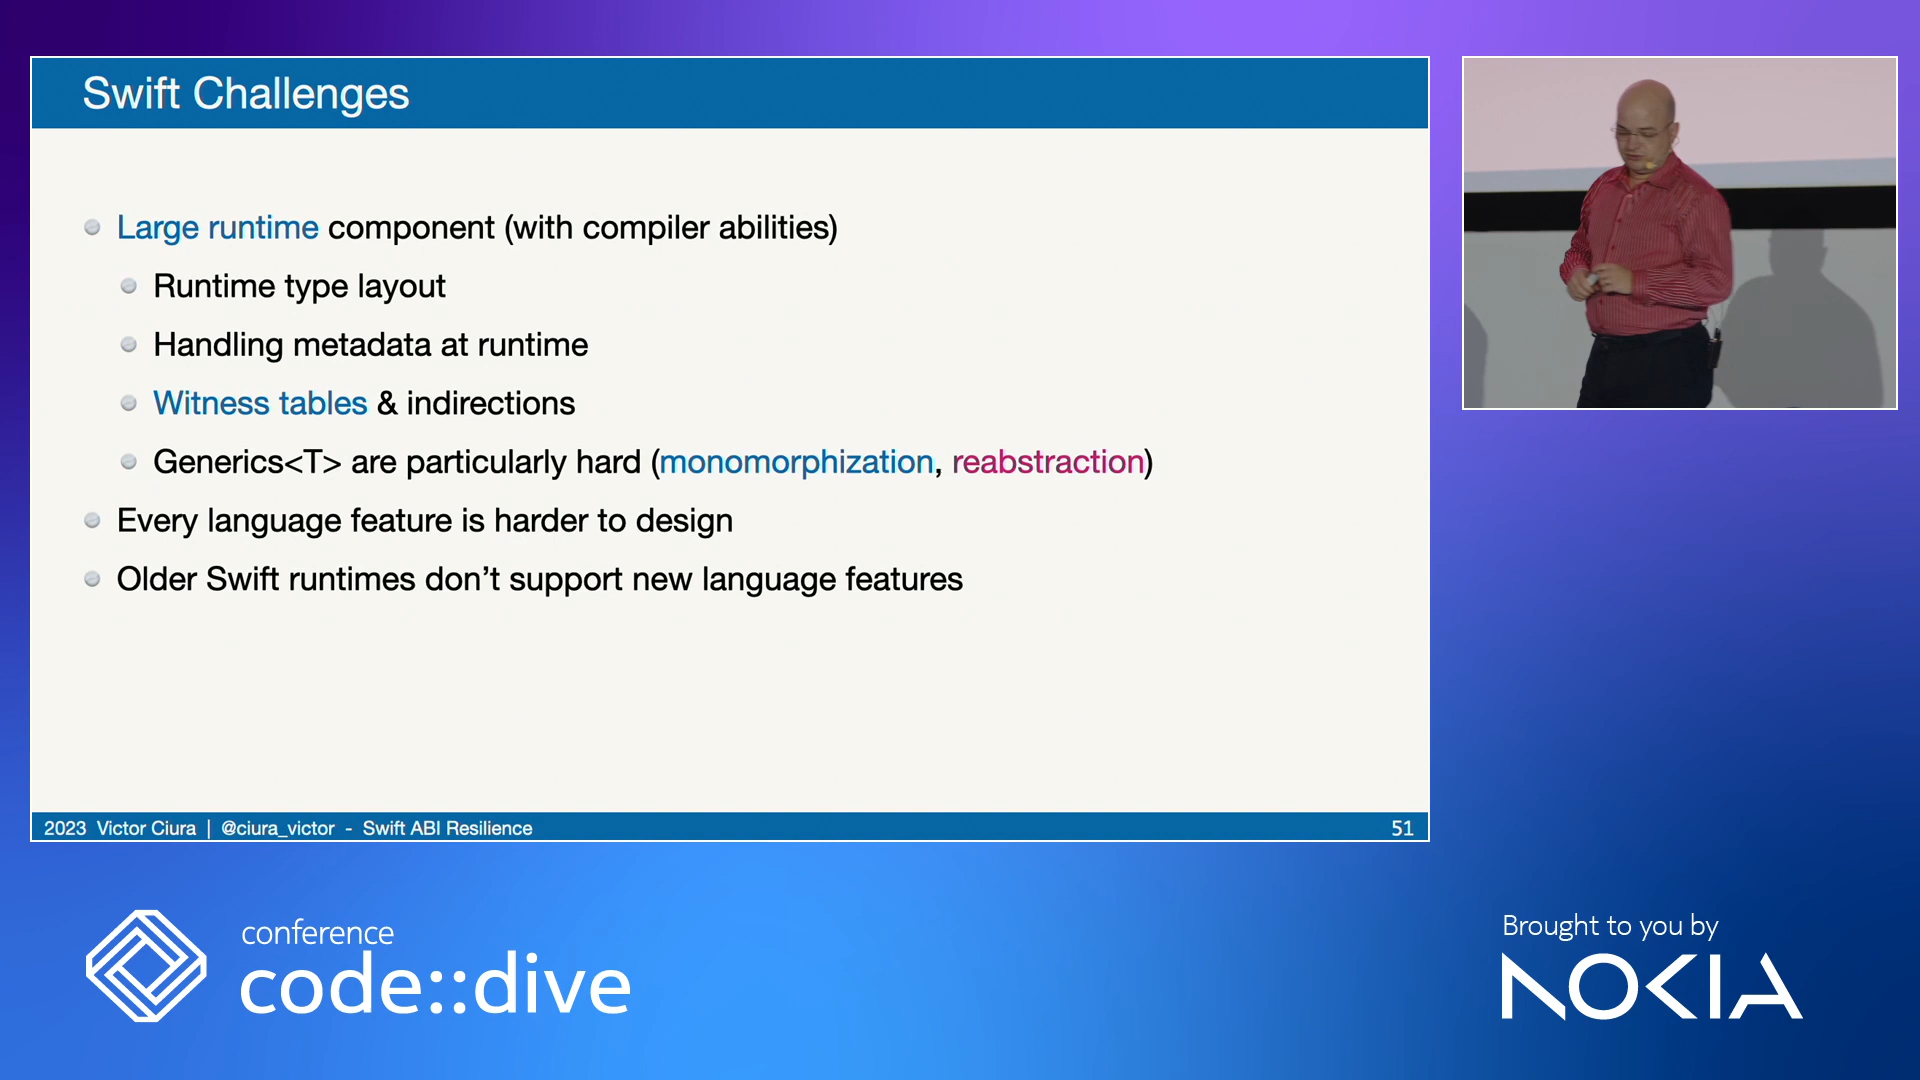 Swift Challenges
Large runtime component (with compiler abilities)
Runtime type layout
Handling metadata at runtime
Witness tables & indirections
Generics<T> are particularly hard (monomorphization, reabstraction)
Every language feature is harder to design
Older Swift runtimes don’t support new language features
2023 Victor Ciura | @ciura_victor - Swift ABI Resilience
51
conference
code::dive
Brought to you by
NOKIA